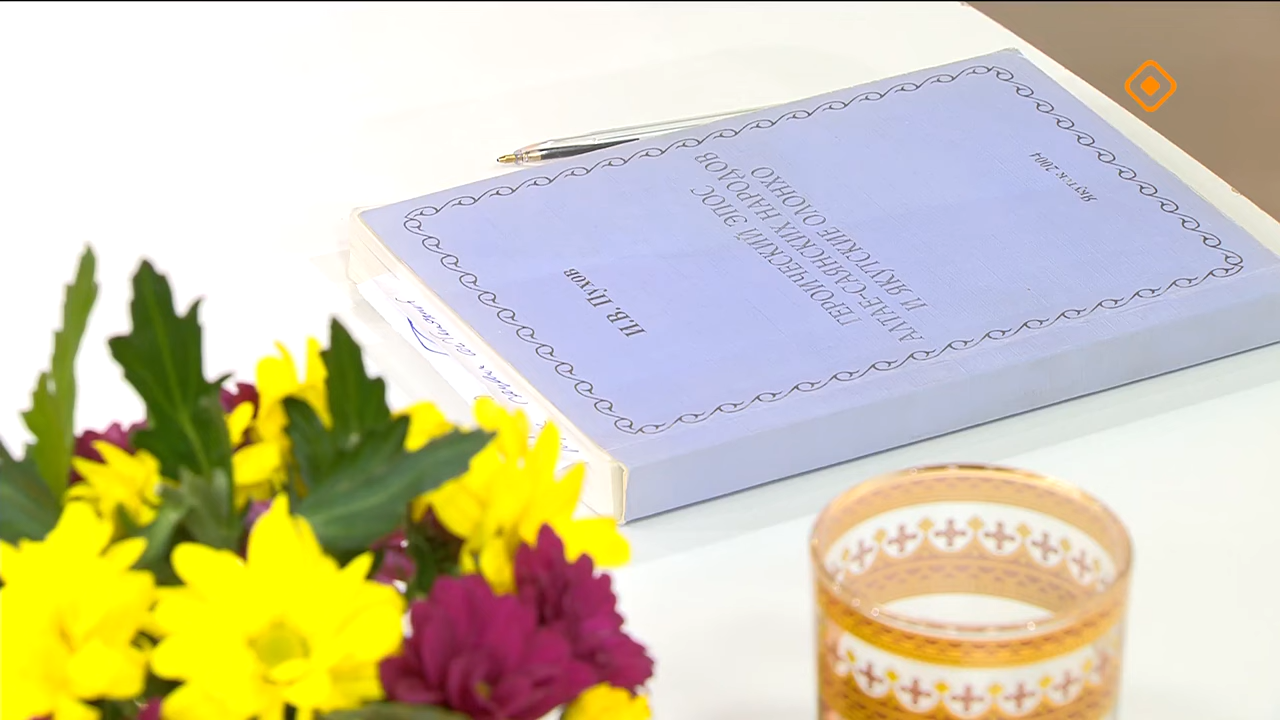 И.В. Пухов
ГЕРОИЧЕСКИЙ ЭПОС
АЛТАЕ-САЯНСКИХ НАРОДОВ
И ЯКУТСКИЕ ОЛОНХО
Якутск 2004